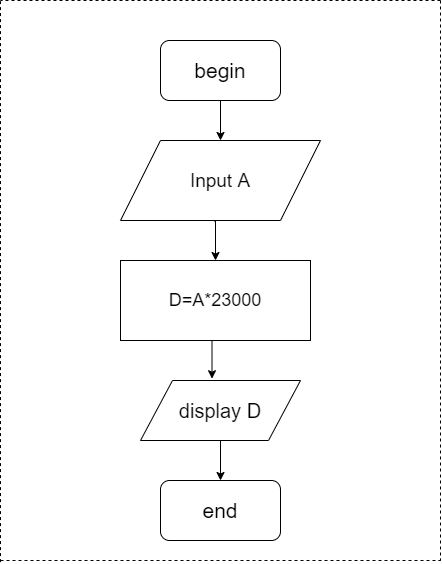 begin
Input A
D=A*23000
display D
end